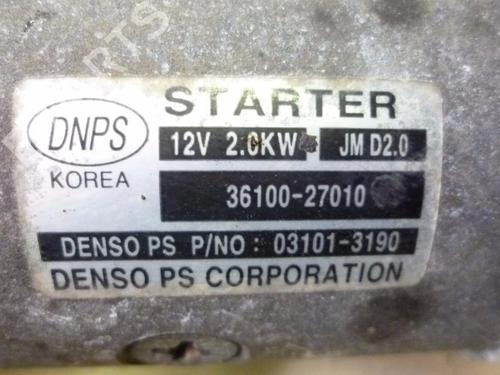 STARTER
DNPS
12V 2.0KW
JM D2.0
KOREA
36100-27010
DENSO PS P/NO : 03101-3190
DENSO PS CORPORATION